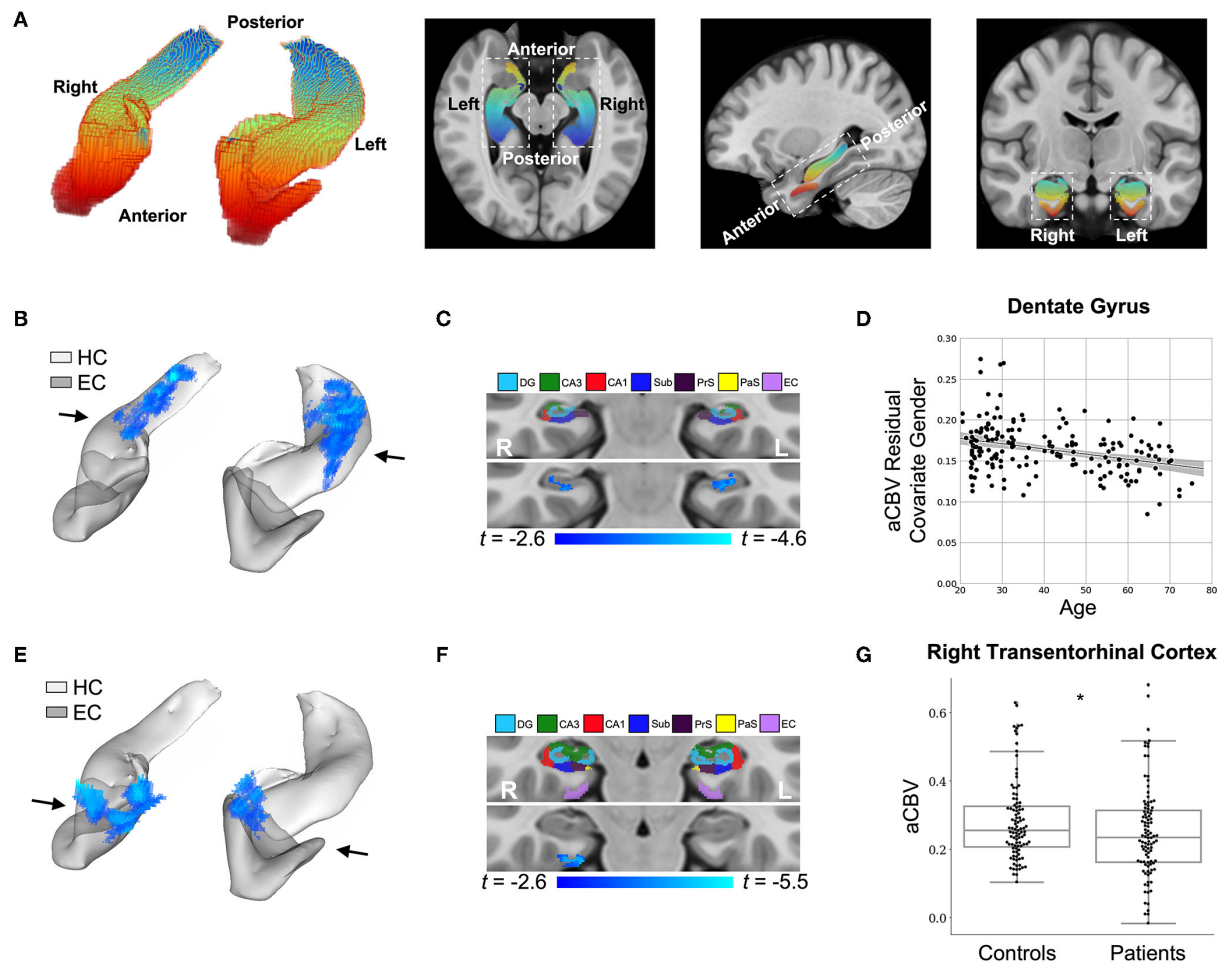 A
Posterior
Right
Left
Anterior
Anterior
Left
Right
Posterior
Posterior
Anterior
Right
Left
B
HC
EC
C
DG CA3 CA1 Sub PrS PaS EC
R
L
t = -2.6
t = -4.6
D
Dentate Gyrus
aCBV Residual
Covariate Gender
0.30
0.25
0.20
0.15
0.10
0.05
0.00
20 30 40 50 60 70 80
Age
E
HC
EC
F
DG CA3 CA1 Sub PrS PaS EC
R
L
t = -2.6
t = -5.5
G
Right Transentorhinal Cortex
*
aCBV
0.6
0.4
0.2
0.0
Controls
Patients